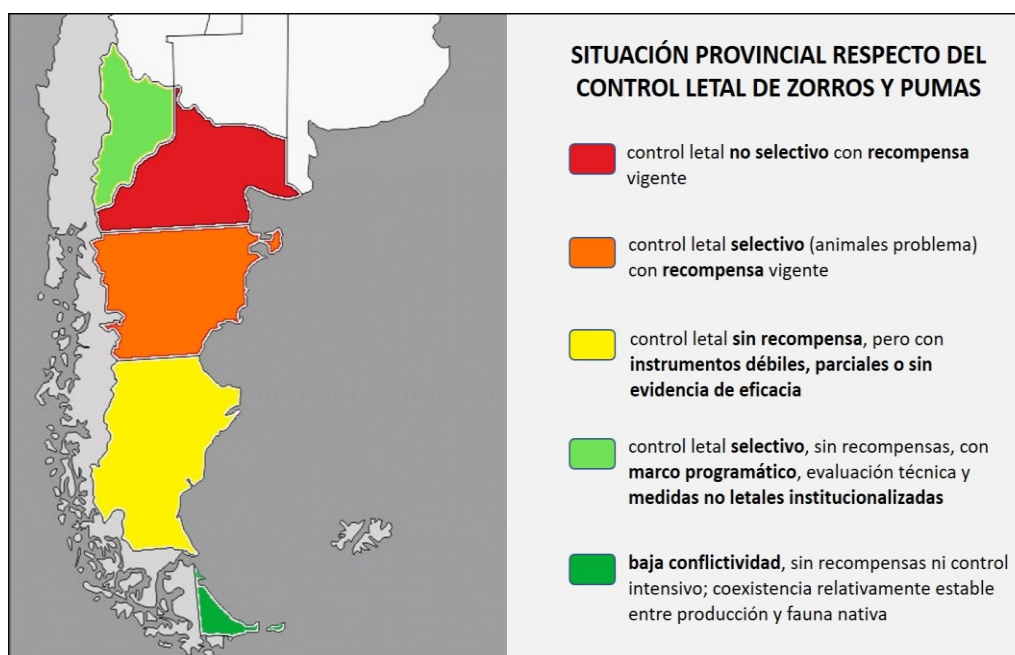 SITUACIÓN PROVINCIAL RESPECTO DEL
CONTROL LETAL DE ZORROS Y PUMAS
control letal no selectivo con recompensa
vigente
control letal selectivo (animales problema)
con recompensa vigente
control letal sin recompensa, pero con
instrumentos débiles, parciales o sin
evidencia de eficacia
control letal selectivo, sin recompensas, con
marco programático, evaluación técnica y
medidas no letales institucionalizadas
baja conflictividad, sin recompensas ni control
intensivo; coexistencia relativamente estable
entre producción y fauna nativa